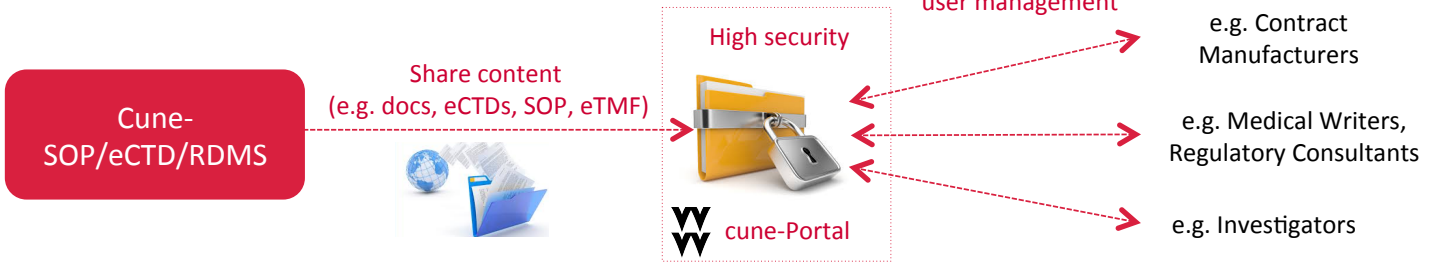 user management
High security
e.g. Contract
Manufacturers
Share content
(e.g. docs, eCTDs, SOP, eTMF)
Cune-
SOP/eCTD/RDMS
e.g. Medical Writers,
Regulatory Consultants
cune-Portal
e.g. Investigators